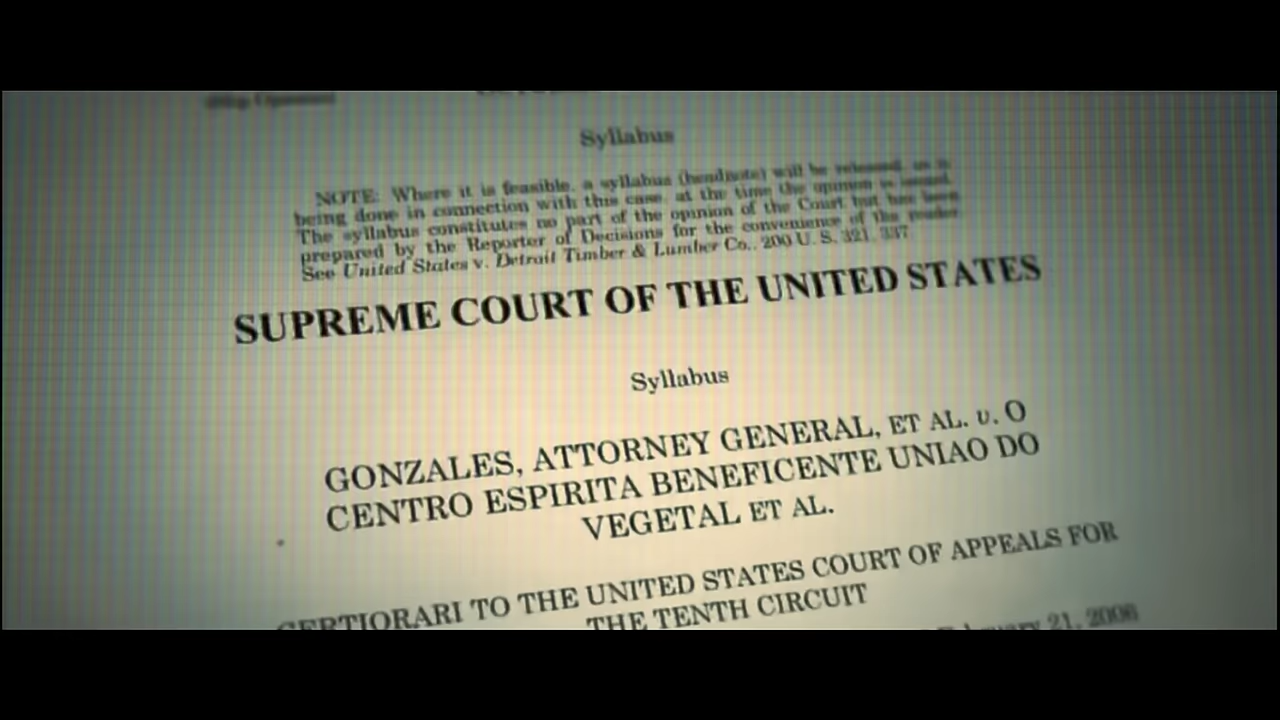 Syllabus
NOTE: Where it is feasible, a syllabus (headnote) will be released, as is
being done in connection with this case, at the time the opinion is issued.
The syllabus constitutes no part of the opinion of the Court but has been
prepared by the Reporter of Decisions for the convenience of the reader.
See United States v. Detroit Timber & Lumber Co., 200 U. S. 321, 337.
SUPREME COURT OF THE UNITED STATES
Syllabus
GONZALES, ATTORNEY GENERAL, ET AL. v. O
CENTRO ESPIRITA BENEFICENTE UNIAO DO
VEGETAL ET AL.
CERTIORARI TO THE UNITED STATES COURT OF APPEALS FOR
THE TENTH CIRCUIT
February 21, 2006